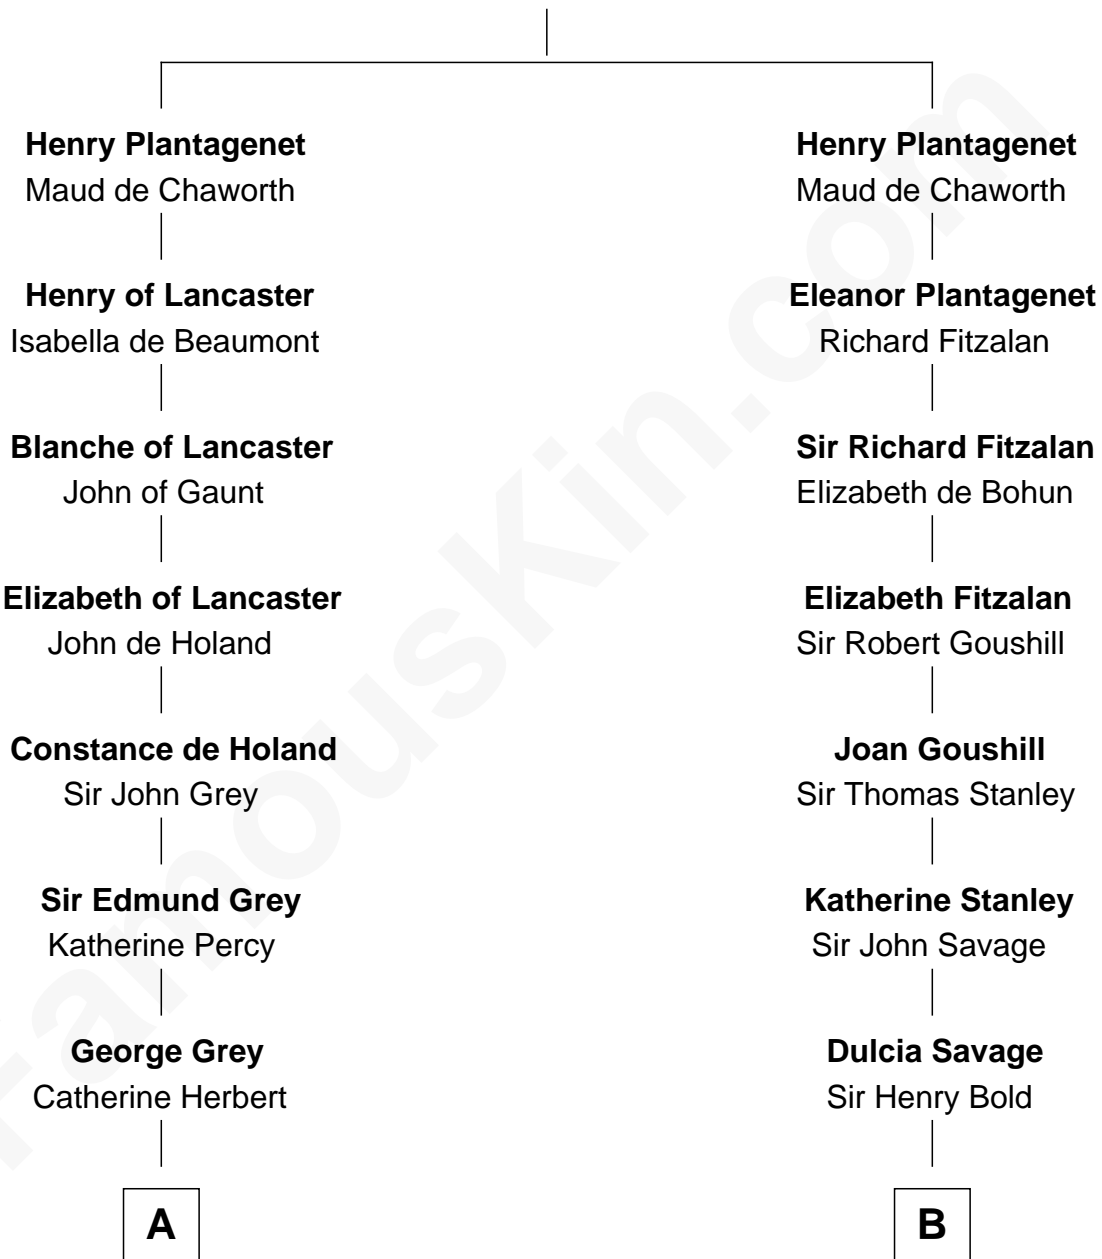 Henry Plantagenet
Maud de Chaworth
Henry of Lancaster
Isabella de Beaumont
Blanche of Lancaster
John of Gaunt
Elizabeth of Lancaster
John de Holand
Constance de Holand
Sir John Grey
Sir Edmund Grey
Katherine Percy
George Grey
Catherine Herbert
A
Henry Plantagenet
Maud de Chaworth
Eleanor Plantagenet
Richard Fitzalan
Sir Richard Fitzalan
Elizabeth de Bohun
Elizabeth Fitzalan
Sir Robert Goushill
Joan Goushill
Sir Thomas Stanley
Katherine Stanley
Sir John Savage
Dulcia Savage
Sir Henry Bold
B
FamousKin.com